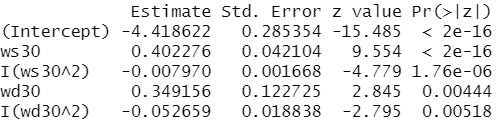 Estimate Std. Error z value Pr(>|z|)
(Intercept) -4.418622 0.285354 -15.485 < 2e-16
ws30 0.402276 0.042104 9.554 < 2e-16
I(ws30^2) -0.007970 0.001668 -4.779 1.76e-06
wd30 0.349156 0.122725 2.845 0.00444
I(wd30^2) -0.052659 0.018838 -2.795 0.00518